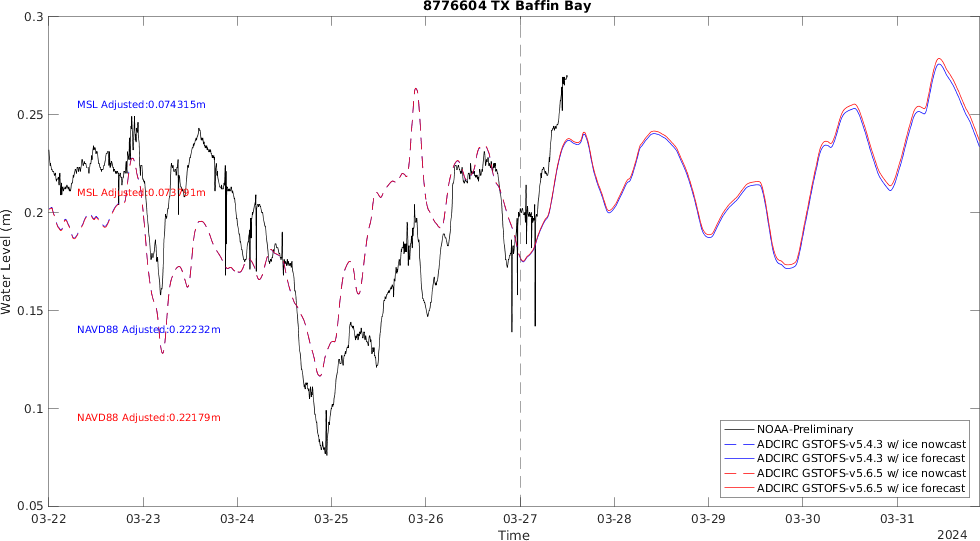 8776604 TX Baffin Bay
0.3
0.25
0.2
0.15
0.1
0.05
Water Level (m)
MSL Adjusted:0.074315m
MSL Adjusted:0.073791m
NAVD88 Adjusted:0.22232m
NAVD88 Adjusted:0.22179m
NOAA-Preliminary
ADCIRC GSTOFS-v5.4.3 w/ ice nowcast
ADCIRC GSTOFS-v5.4.3 w/ ice forecast
ADCIRC GSTOFS-v5.6.5 w/ ice nowcast
ADCIRC GSTOFS-v5.6.5 w/ ice forecast
03-22 03-23 03-24 03-25 03-26 03-27 03-28 03-29 03-30 03-31
Time
2024